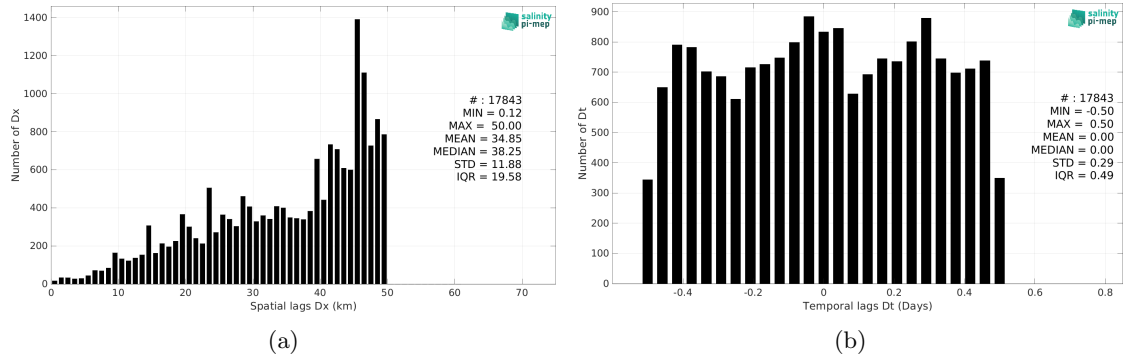 1400
1200
1000
800
600
400
200
0
0
10
20
30
40
50
60
70
Number of Dx
Spatial lags Dx (km)
salinity
pi-mep
# : 17843
MIN = 0.12
MAX = 50.00
MEAN = 34.85
MEDIAN = 38.25
STD = 11.88
IQR = 19.58
(a)
900
800
700
600
500
400
300
200
100
0
-0.4
-0.2
0
0.2
0.4
0.6
0.8
Number of Dt
Temporal lags Dt (Days)
salinity
pi-mep
# : 17843
MIN = -0.50
MAX = 0.50
MEAN = 0.00
MEDIAN = 0.00
STD = 0.29
IQR = 0.49
(b)